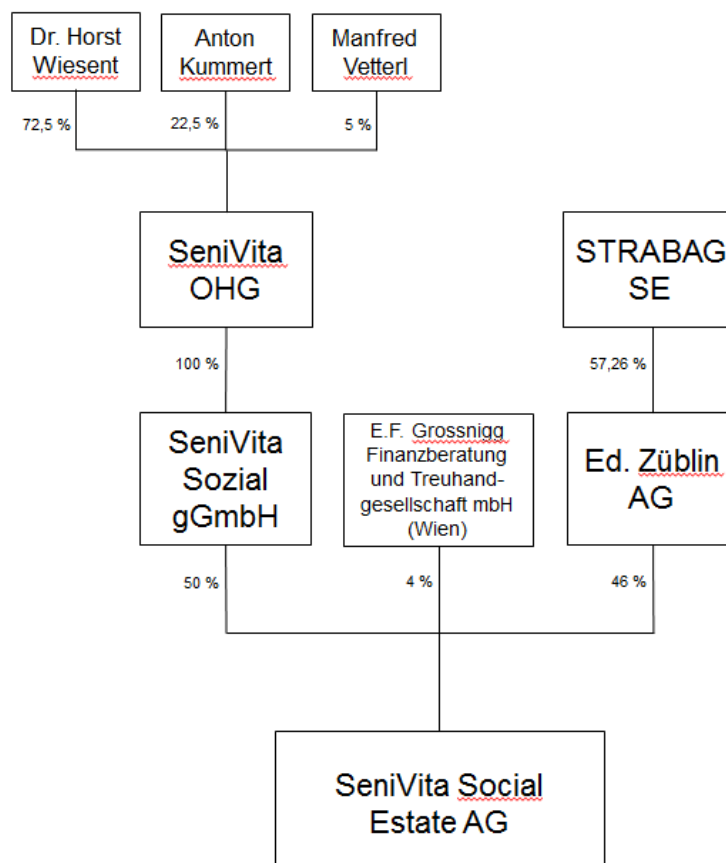 Dr. Horst
Wiesent
Anton
Kummert
Manfred
Vetterl
72,5 %
22,5 %
5 %
SeniVita
OHG
STRABAG
SE
100 %
57,26 %
SeniVita
Sozial
gGmbH
E.F. Grossnigg
Finanzberatung
und Treuhand-
gesellschaft mbH
(Wien)
Ed. Züblin
AG
50 %
4 %
46 %
SeniVita Social
Estate AG